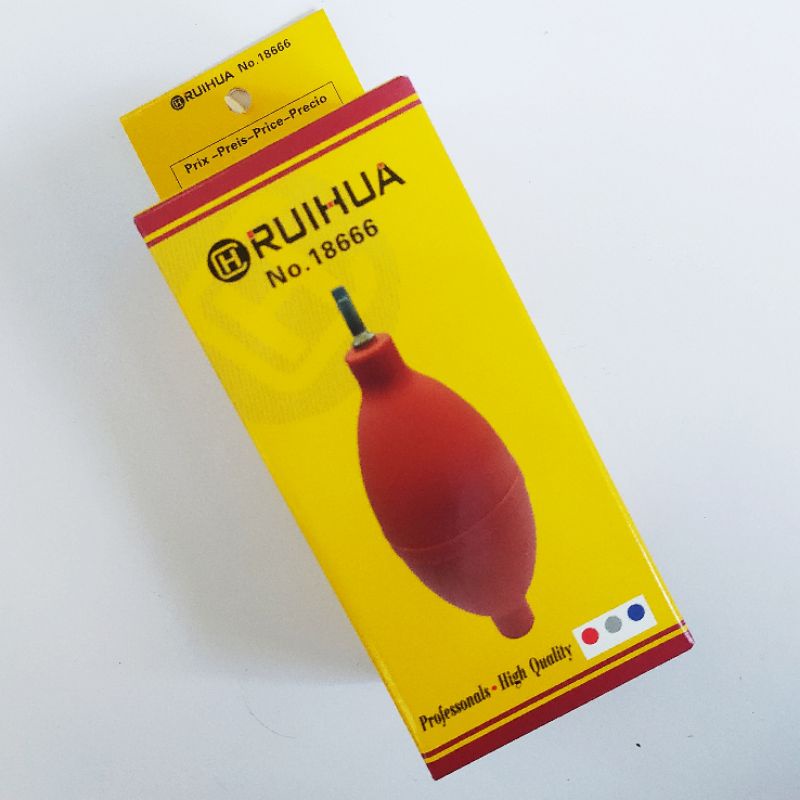 RUIHUA No.18666
Prix-Preis-Price-Precio
RUIHUA
No.18666
Professonals·High Quality